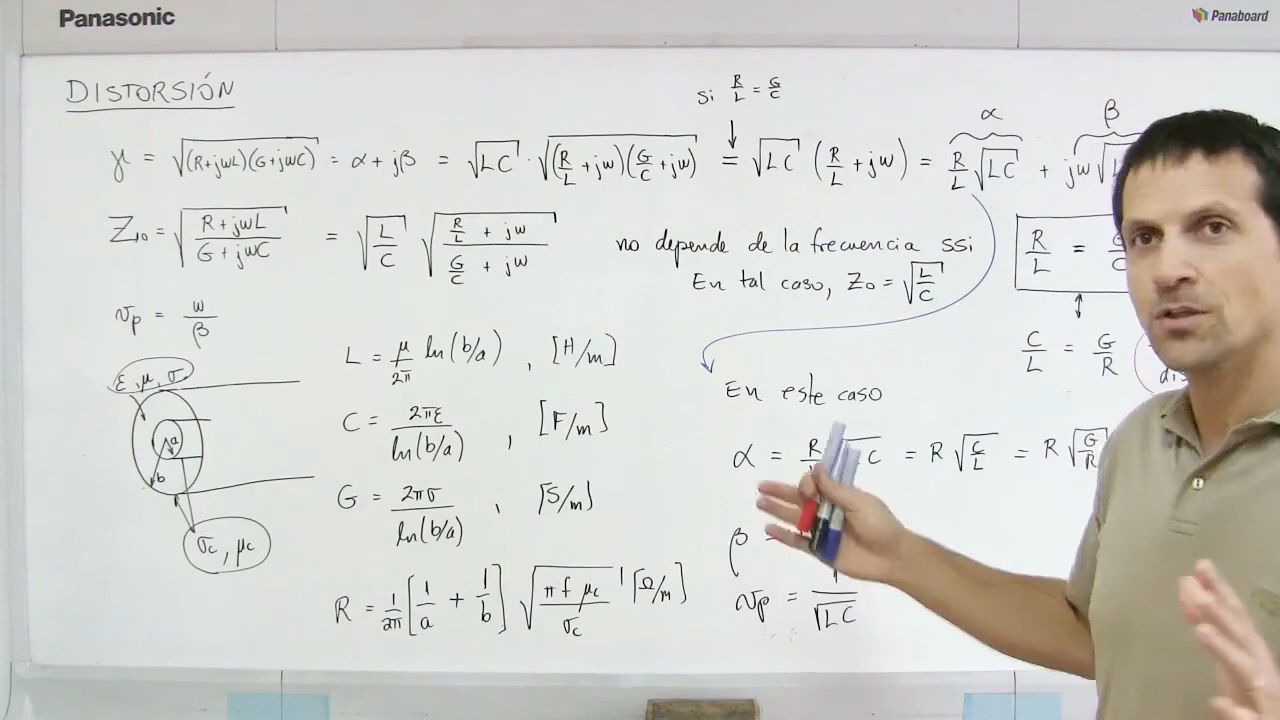 Panasonic
Panaboard
DISTORSIÓN
Si R/L = G/C
α β
γ = √((R+jωL)(G+jωC)) = α + jβ = √(LC) · √((R/L + jω)(G/C + jω)) = √(LC) (R/L + jω) = R/L √(LC) + jω√L
Z₀ = √((R + jωL)/(G + jωC)) = √(L/C) √((R/L + jω)/(G/C + jω))
no depende de la frecuencia ssi
R/L = G/C
En tal caso, Z₀ = √(L/C)
C/L = G/R
vp = ω/β
ε, μ, σ
a
b
σc, μc
L = μ/2π ln(b/a) , [H/m]
C = 2πε/ln(b/a) , [F/m]
G = 2πσ/ln(b/a) , [S/m]
R = 1/2π [1/a + 1/b] √(π f μc/σc) [Ω/m]
En este caso
α = R C = R √(C/L) = R √(G/R)
β =
vp = 1/√(LC)